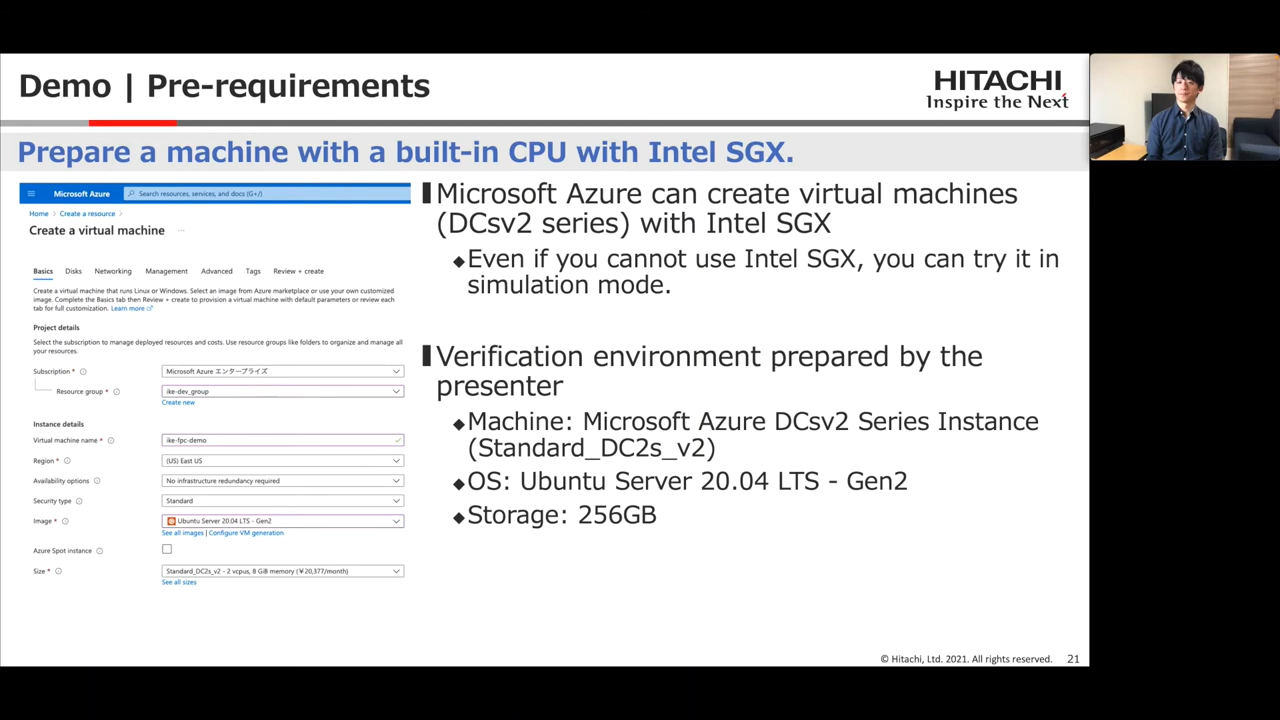 Demo | Pre-requirements
HITACHI
Inspire the Next
Prepare a machine with a built-in CPU with Intel SGX.
Microsoft Azure
Search resources, services, and docs (G+/)
Home > Create a resource >
Create a virtual machine ...
Basics Disks Networking Management Advanced Tags Review + create
Create a virtual machine that runs Linux or Windows. Select an image from Azure marketplace or use your own customized
image. Complete the Basics tab then Review + create to provision a virtual machine with default parameters or review each
tab for full customization. Learn more
Project details
Select the subscription to manage deployed resources and costs. Use resource groups like folders to organize and manage all
your resources.
Subscription * Microsoft Azure エンタープライズ
Resource group * ike-dev_group
Create new
Instance details
Virtual machine name * ike-fpc-demo
Region * (US) East US
Availability options No infrastructure redundancy required
Security type Standard
Image * Ubuntu Server 20.04 LTS - Gen2
See all images | Configure VM generation
Azure Spot instance
Size * Standard_DC2s_v2 - 2 vcpus, 8 GiB memory (¥20,377/month)
See all sizes
Microsoft Azure can create virtual machines
(DCsv2 series) with Intel SGX
◆Even if you cannot use Intel SGX, you can try it in
simulation mode.
Verification environment prepared by the
presenter
◆Machine: Microsoft Azure DCsv2 Series Instance
(Standard_DC2s_v2)
◆OS: Ubuntu Server 20.04 LTS - Gen2
◆Storage: 256GB
© Hitachi, Ltd. 2021. All rights reserved. 21